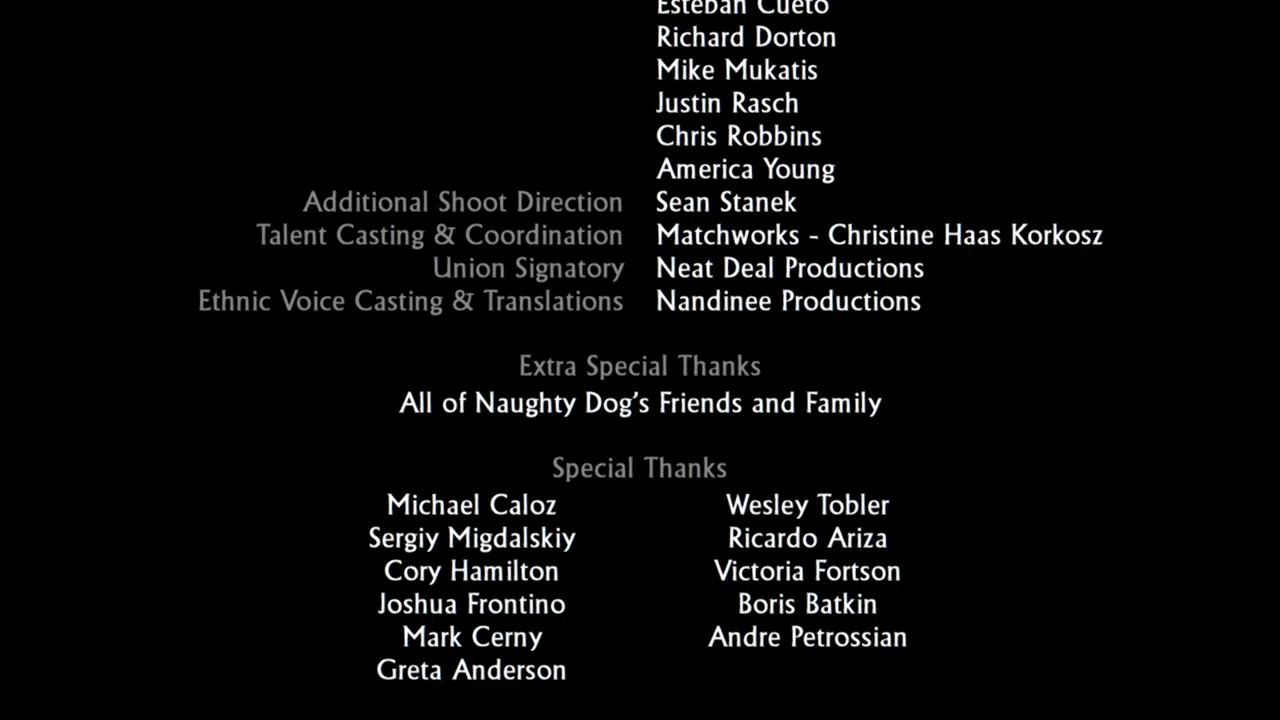 Esteban Cueto
Richard Dorton
Mike Mukatis
Justin Rasch
Chris Robbins
America Young
Additional Shoot Direction Sean Stanek
Talent Casting & Coordination Matchworks - Christine Haas Korkosz
Union Signatory Neat Deal Productions
Ethnic Voice Casting & Translations Nandinee Productions
Extra Special Thanks
All of Naughty Dog's Friends and Family
Special Thanks
Michael Caloz Wesley Tobler
Sergiy Migdalskiy Ricardo Ariza
Cory Hamilton Victoria Fortson
Joshua Frontino Boris Batkin
Mark Cerny Andre Petrossian
Greta Anderson